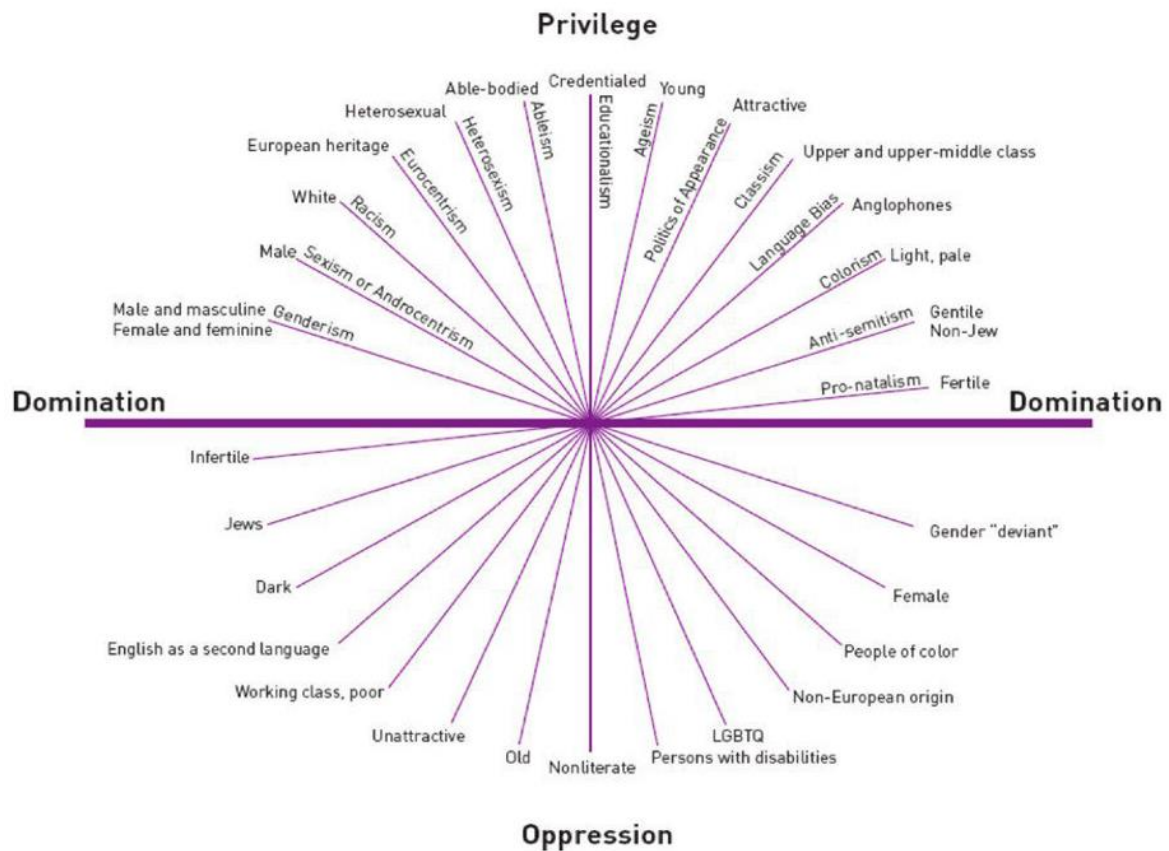 Privilege
Credentialed
Able-bodied
Young
Heterosexual
Attractive
European heritage
Upper and upper-middle class
White
Anglophones
Male
Light, pale
Male and masculine
Female and feminine
Gentile
Non-Jew
Fertile
Genderism
Sexism or Androcentrism
Racism
Eurocentrism
Heterosexism
Ableism
Educationalism
Ageism
Politics of Appearance
Classism
Language Bias
Colorism
Anti-semitism
Pro-natalism
Domination
Domination
Infertile
Jews
Dark
English as a second language
Working class, poor
Unattractive
Old
Nonliterate
Persons with disabilities
LGBTQ
Non-European origin
People of color
Female
Gender "deviant"
Oppression